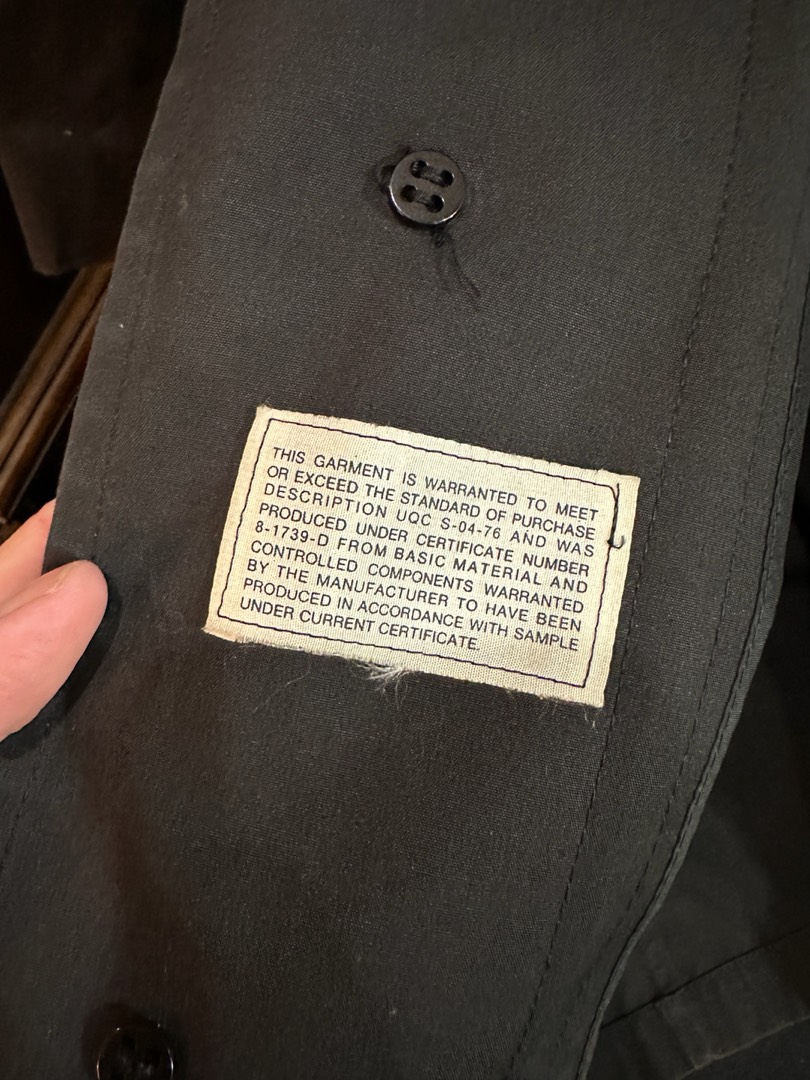 THIS GARMENT IS WARRANTED TO MEET
OR EXCEED THE STANDARD OF PURCHASE
DESCRIPTION UQC S-04-76 AND WAS
PRODUCED UNDER CERTIFICATE NUMBER
8-1739-D FROM BASIC MATERIAL AND
CONTROLLED COMPONENTS WARRANTED
BY THE MANUFACTURER TO HAVE BEEN
PRODUCED IN ACCORDANCE WITH SAMPLE
UNDER CURRENT CERTIFICATE.